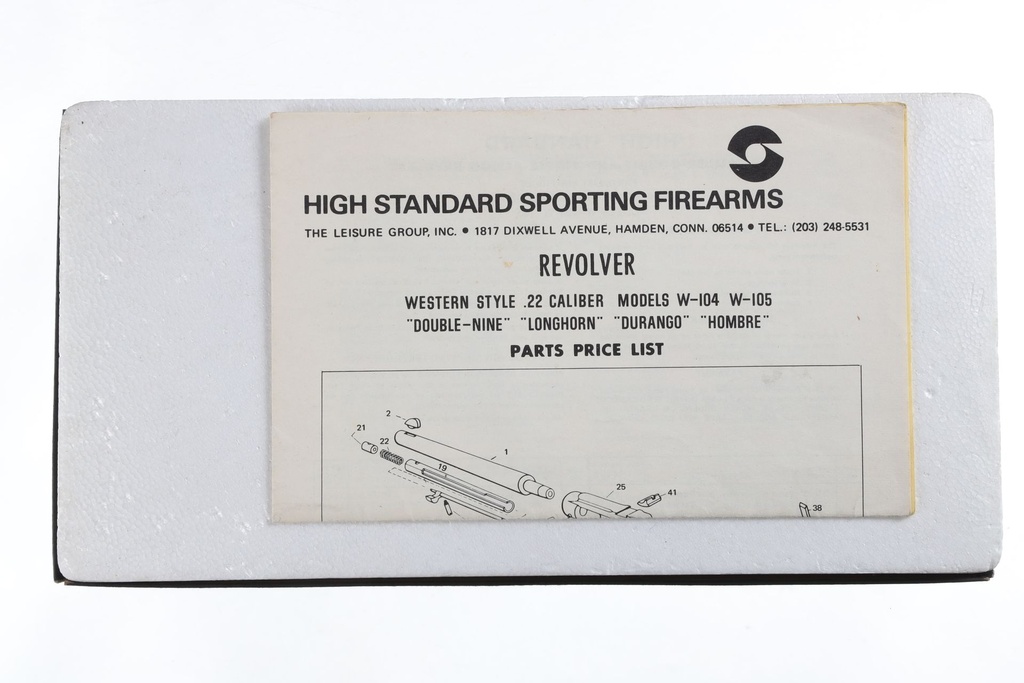 HIGH STANDARD SPORTING FIREARMS
THE LEISURE GROUP, INC. • 1817 DIXWELL AVENUE, HAMDEN, CONN. 06514 • TEL.: (203) 248-5531
REVOLVER
WESTERN STYLE .22 CALIBER MODELS W-104 W-105
"DOUBLE-NINE" "LONGHORN" "DURANGO" "HOMBRE"
PARTS PRICE LIST
2
21
22
1
19
25
41
38